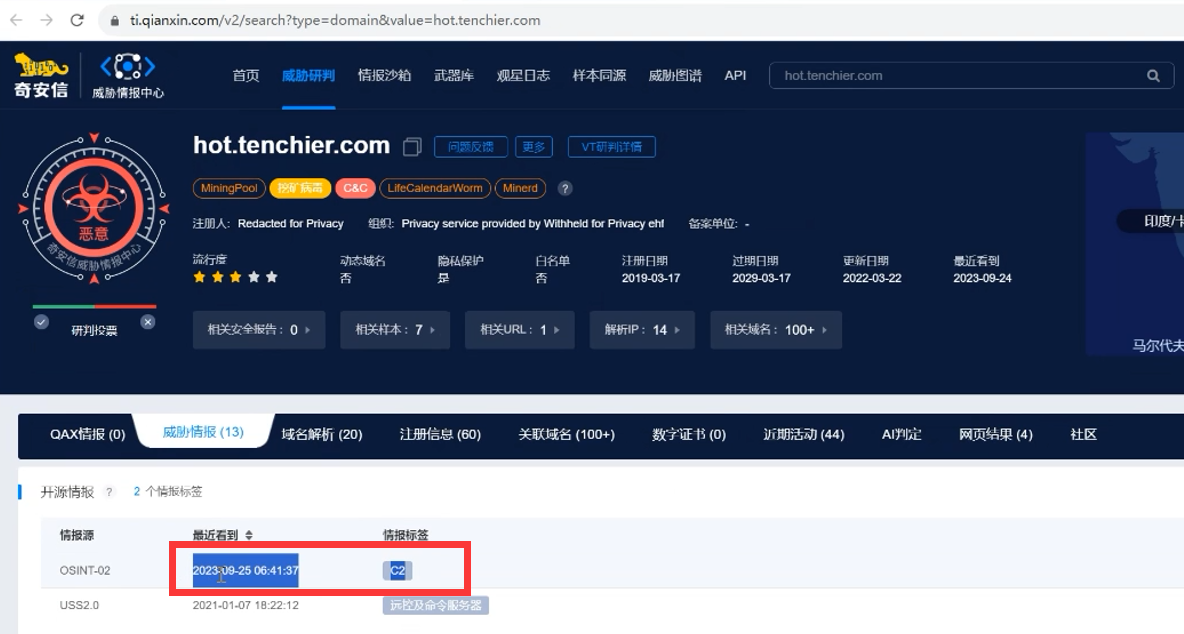 ti.qianxin.com/v2/search?type=domain&value=hot.tenchier.com
奇安信 威胁情报中心 首页 威胁研判 情报沙箱 武器库 观星日志 样本同源 威胁图谱 API hot.tenchier.com
hot.tenchier.com 问题反馈 更多 VT研判详情
MiningPool 挖矿病毒 C&C LifeCalendarWorm Minerd ?
恶意
奇安信威胁情报中心
注册人: Redacted for Privacy 组织: Privacy service provided by Withheld for Privacy ehf 备案单位: -
流行度 动态域名 隐私保护 白名单 注册日期 过期日期 更新日期 最近看到
否 是 否 2019-03-17 2029-03-17 2022-03-22 2023-09-24
印度/卡
研判投票
相关安全报告: 0 相关样本: 7 相关URL: 1 解析IP: 14 相关域名: 100+
马尔代夫
QAX情报 (0) 威胁情报 (13) 域名解析 (20) 注册信息 (60) 关联域名 (100+) 数字证书 (0) 近期活动 (44) AI判定 网页结果 (4) 社区
开源情报 ? 2 个情报标签
情报源 最近看到 情报标签
OSINT-02 2023-09-25 06:41:37 C2
USS2.0 2021-01-07 18:22:12 远控及命令服务器